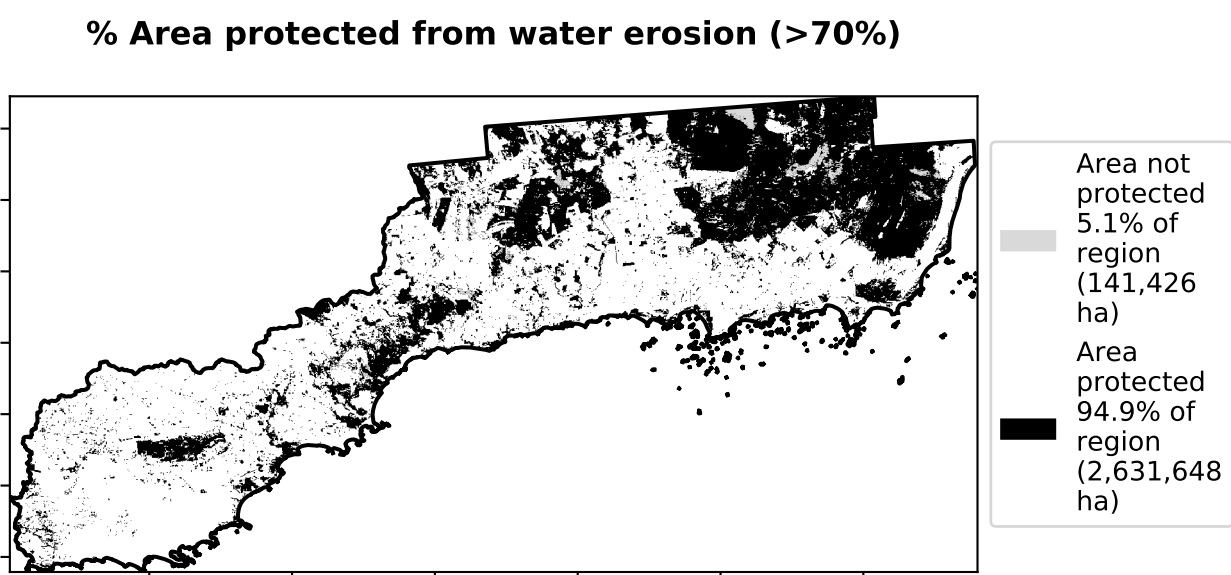 % Area protected from water erosion (>70%)
Area not
protected
5.1% of
region
(141,426
ha)
Area
protected
94.9% of
region
(2,631,648
ha)